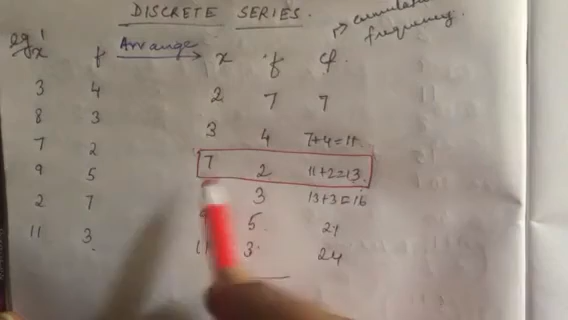 DISCRETE SERIES.
↳ cumulative frequency.
eg'
x f Arrange x f cf.
3 4 2 7 7
8 3 3 4 7+4=11
7 2 7 2 11+2=13
9 5 3 13+3=16
2 7 9 5. 21
11 3. 11 3. 24